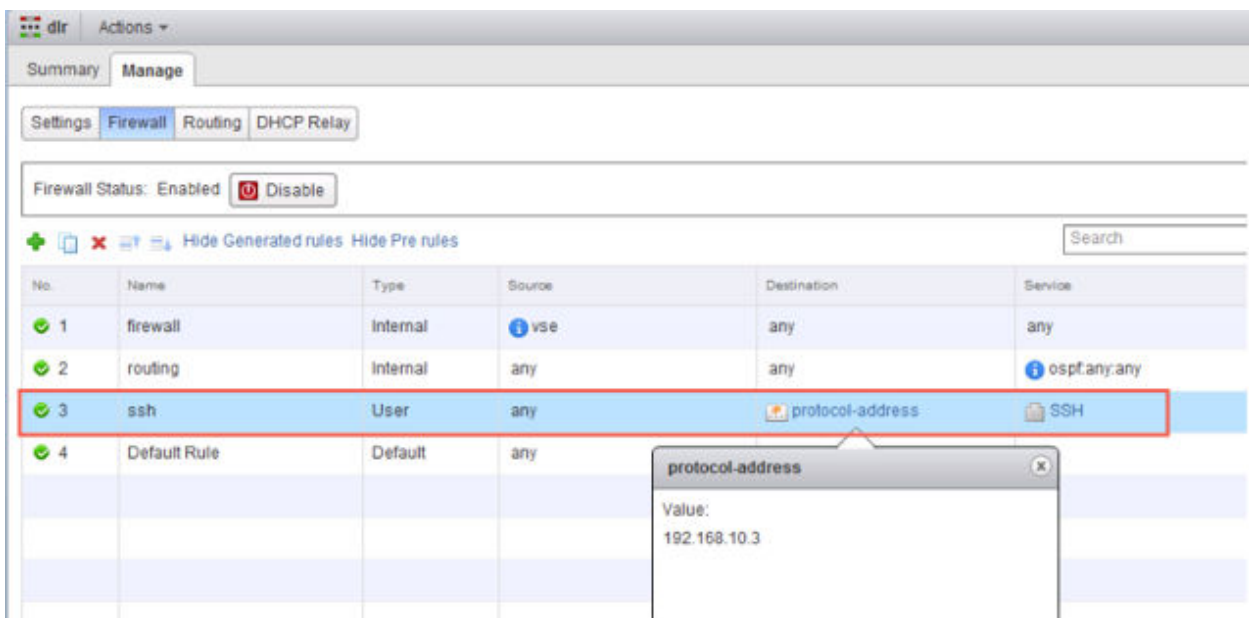 dlr Actions
Summary Manage
Settings Firewall Routing DHCP Relay
Firewall Status: Enabled Disable
Hide Generated rules Hide Pre rules Search
No. Name Type Source Destination Service
1 firewall Internal vse any any
2 routing Internal any any ospf:any:any
3 ssh User any protocol-address SSH
4 Default Rule Default any
protocol-address
Value:
192.168.10.3